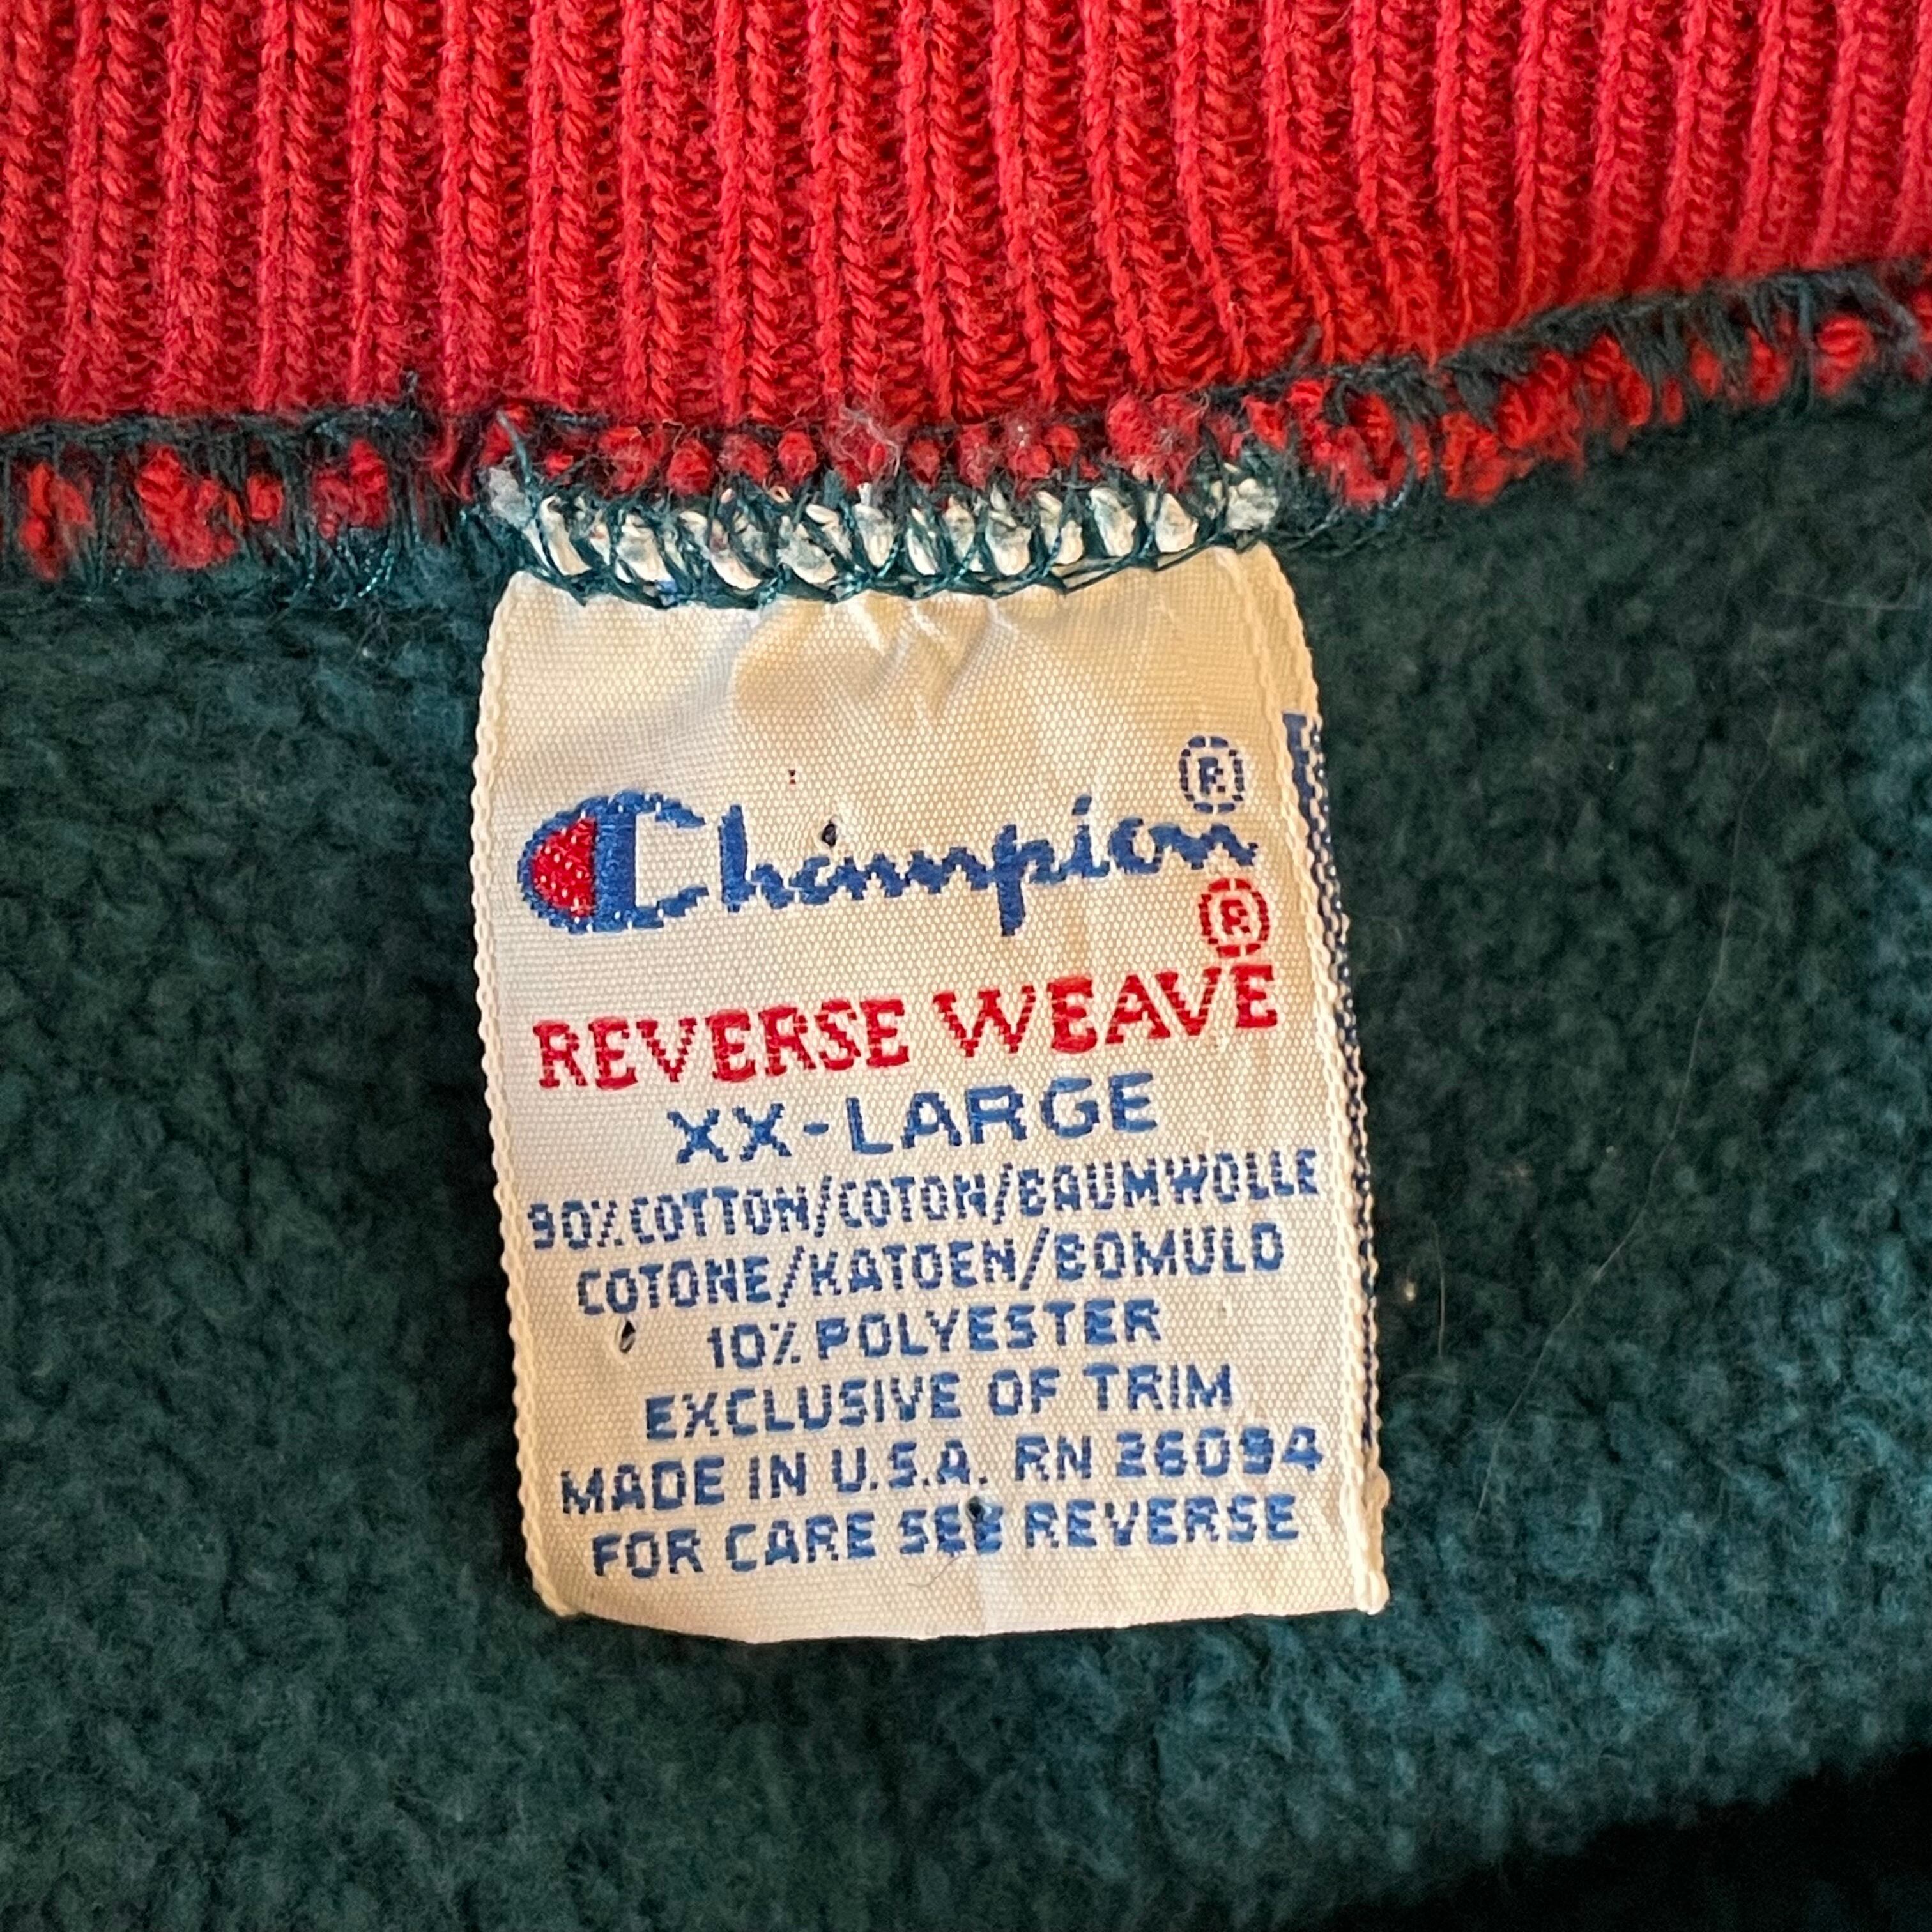 Champion®
REVERSE WEAVE®
XX-LARGE
90% COTTON/COTON/BAUMWOLLE
COTONE/KATOEN/BOMULD
10% POLYESTER
EXCLUSIVE OF TRIM
MADE IN U.S.A. RN 26094
FOR CARE SEE REVERSE